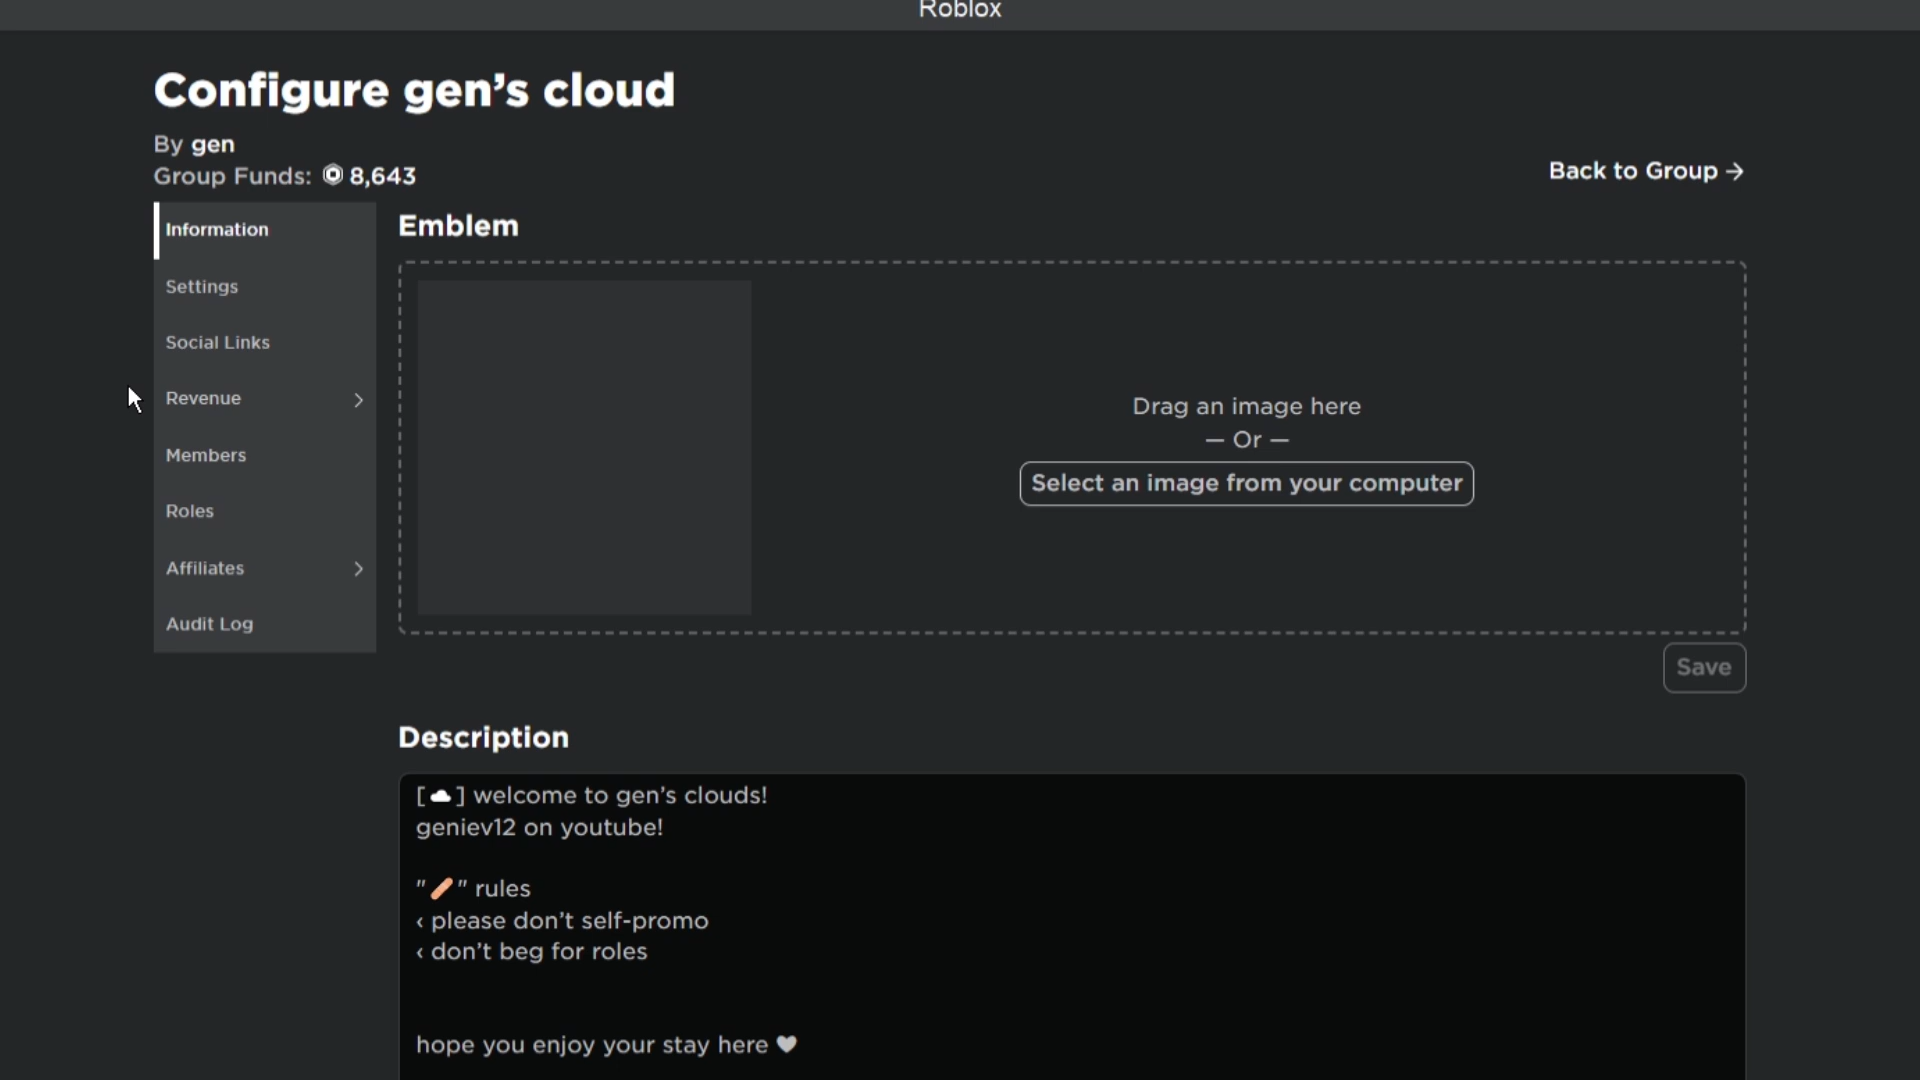 Roblox
Configure gen's cloud
By gen
Group Funds: 8,643
Back to Group →
Information
Settings
Social Links
Revenue
Members
Roles
Affiliates
Audit Log
Emblem
Drag an image here
— Or —
Select an image from your computer
Save
Description
[☁] welcome to gen's clouds!
geniev12 on youtube!
"🩹" rules
‹ please don't self-promo
‹ don't beg for roles
hope you enjoy your stay here ♥